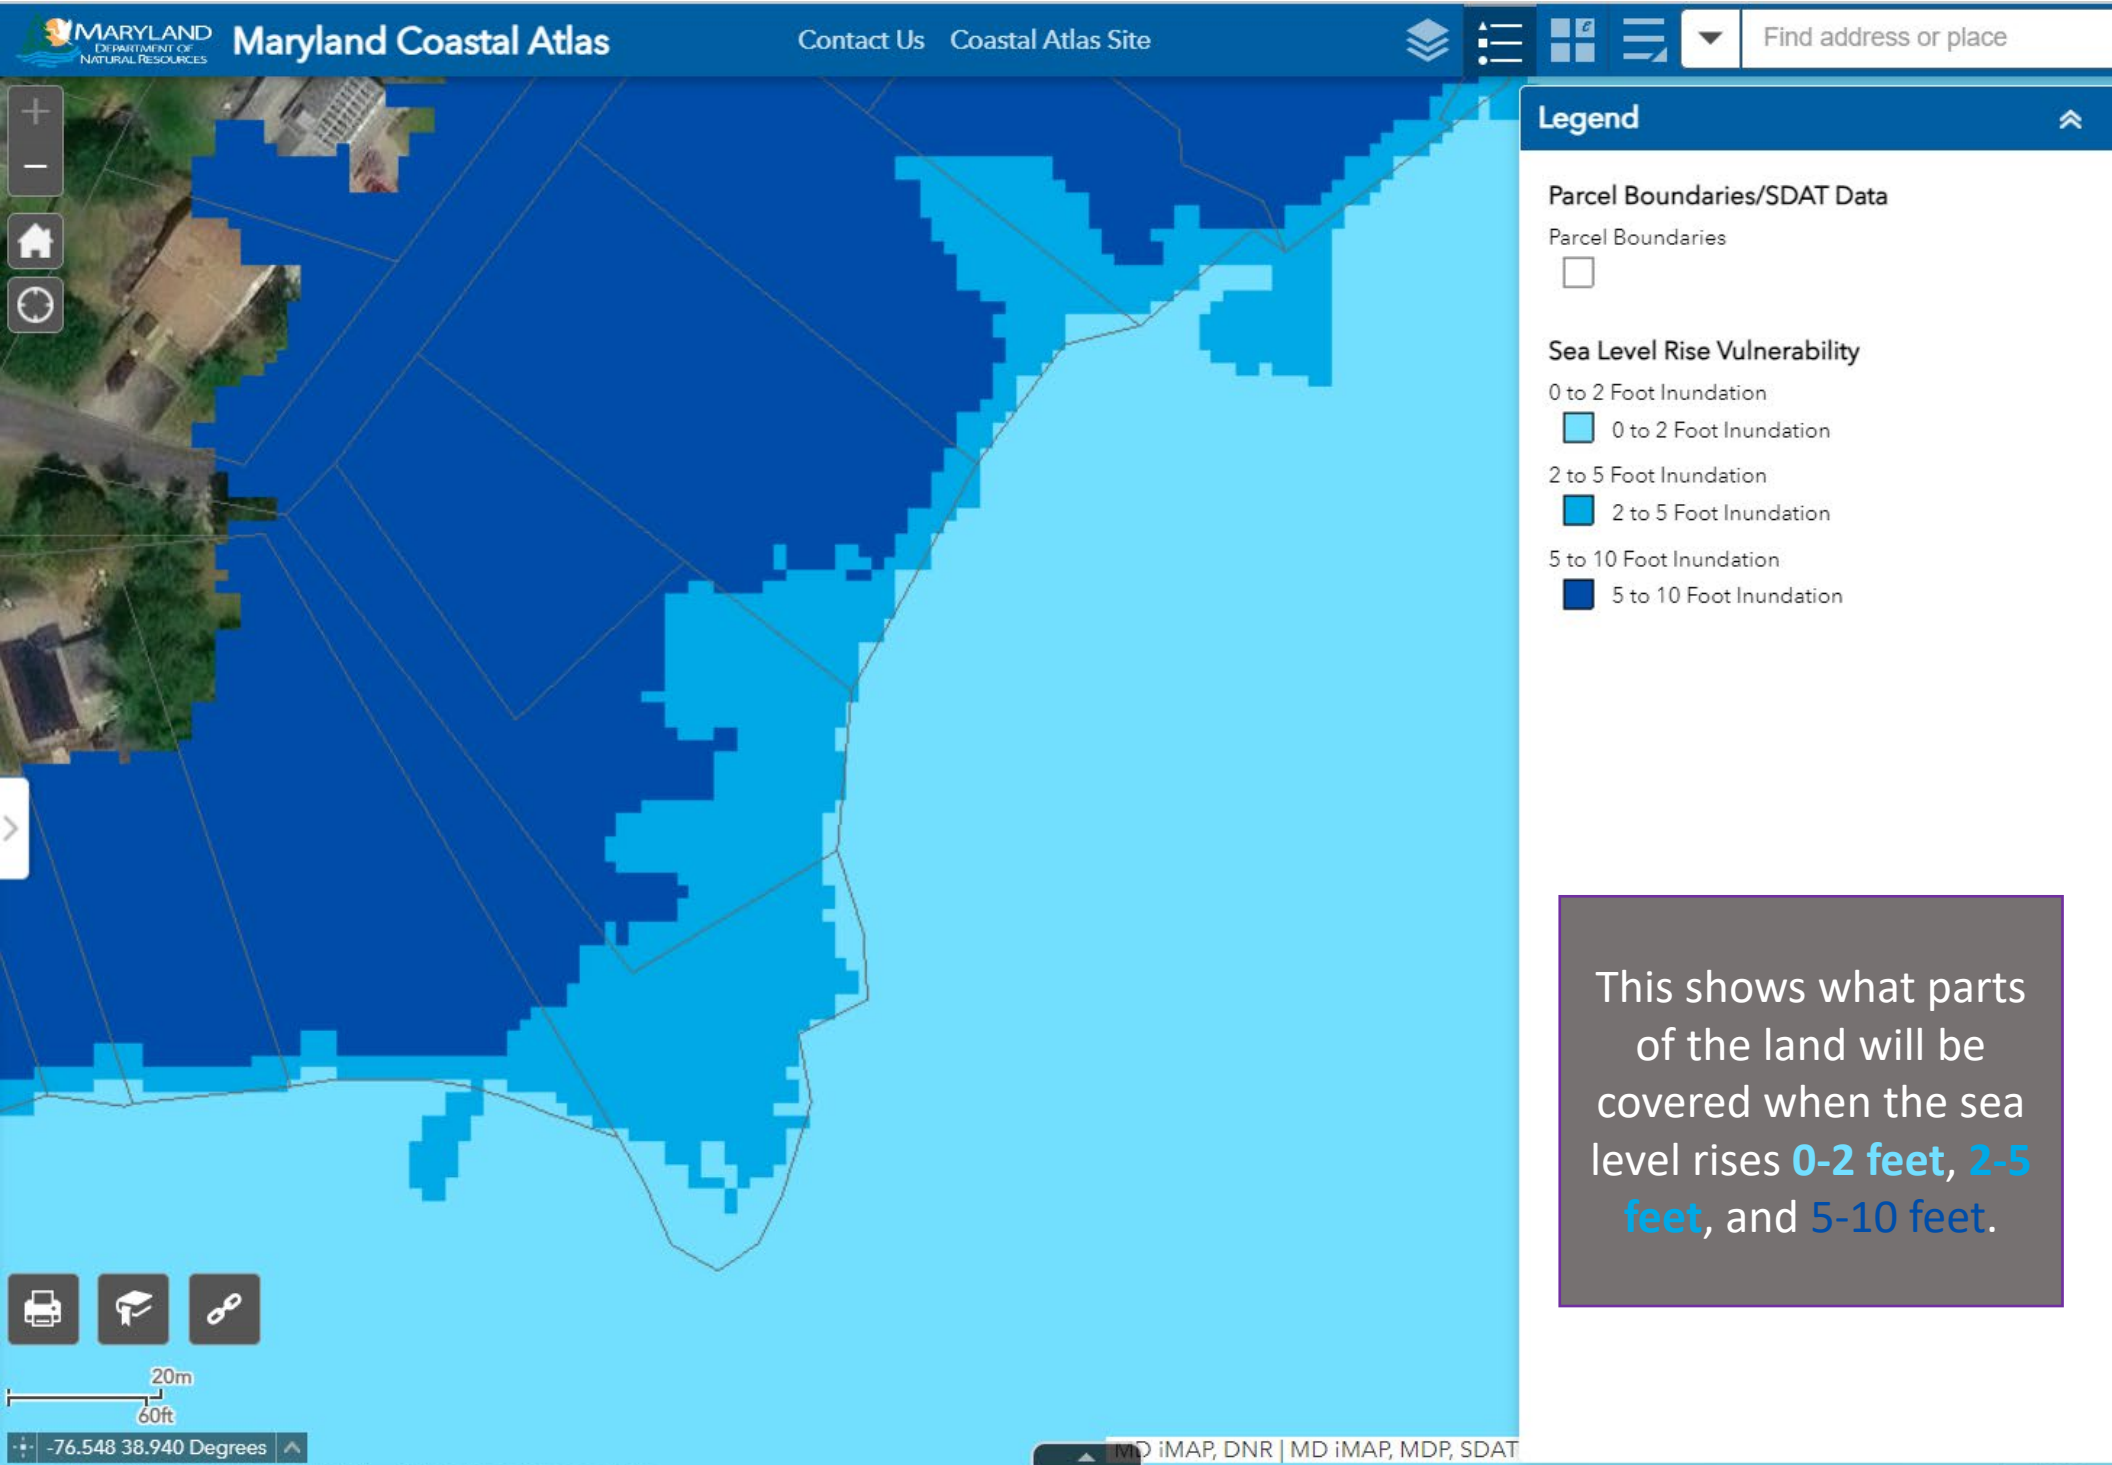 MARYLAND
DEPARTMENT OF
NATURAL RESOURCES
Maryland Coastal Atlas
Contact Us
Coastal Atlas Site
Find address or place
Legend
Parcel Boundaries/SDAT Data
Parcel Boundaries
Sea Level Rise Vulnerability
0 to 2 Foot Inundation
0 to 2 Foot Inundation
2 to 5 Foot Inundation
2 to 5 Foot Inundation
5 to 10 Foot Inundation
5 to 10 Foot Inundation
This shows what parts
of the land will be
covered when the sea
level rises 0-2 feet, 2-5
feet, and 5-10 feet.
20m
60ft
-76.548 38.940 Degrees
MD iMAP, DNR | MD iMAP, MDP, SDAT